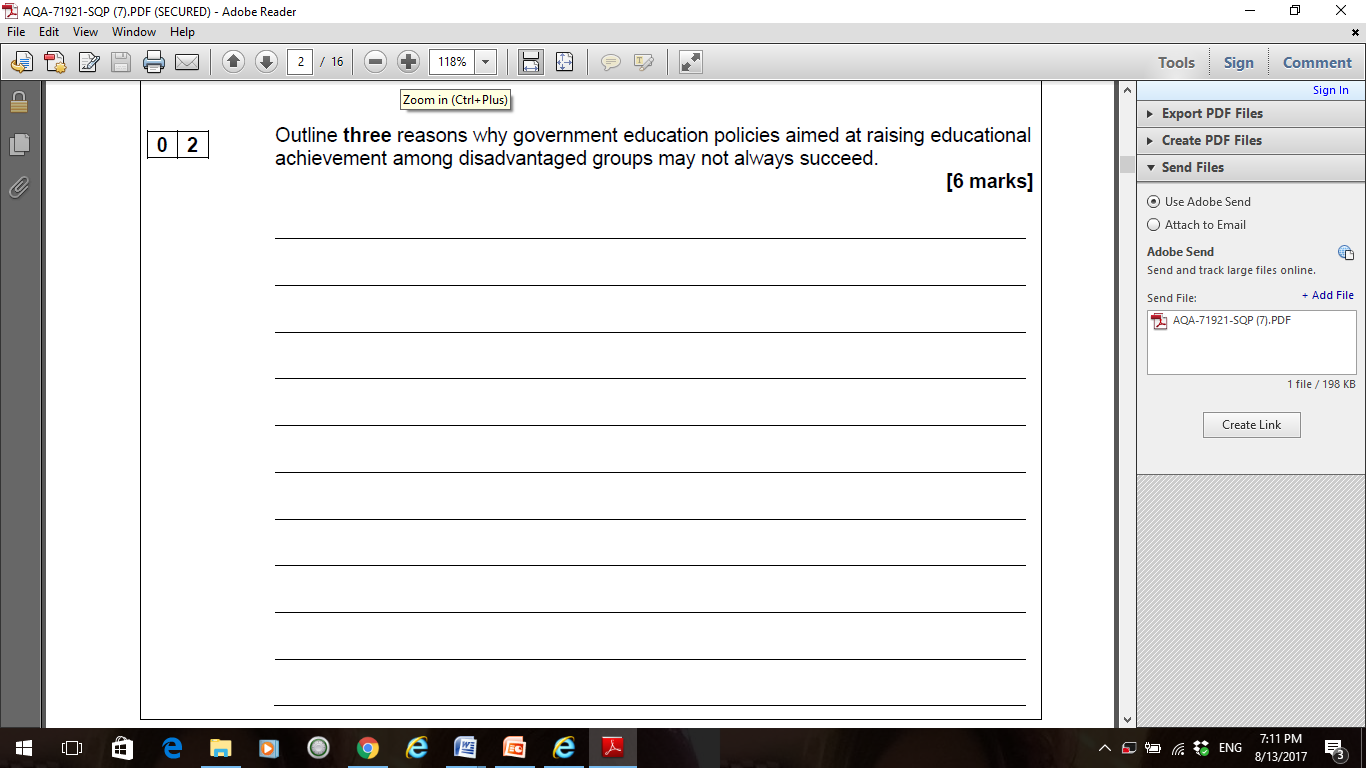 AQA-71921-SQP (7).PDF (SECURED) - Adobe Reader
File Edit View Window Help
2 / 16 118% Tools Sign Comment
Zoom in (Ctrl+Plus)
Sign In
Export PDF Files
Create PDF Files
Send Files
Use Adobe Send
Attach to Email
Adobe Send
Send and track large files online.
Send File: + Add File
AQA-71921-SQP (7).PDF
1 file / 198 KB
Create Link
0 2
Outline three reasons why government education policies aimed at raising educational
achievement among disadvantaged groups may not always succeed.
[6 marks]
ENG 7:11 PM
8/13/2017
3